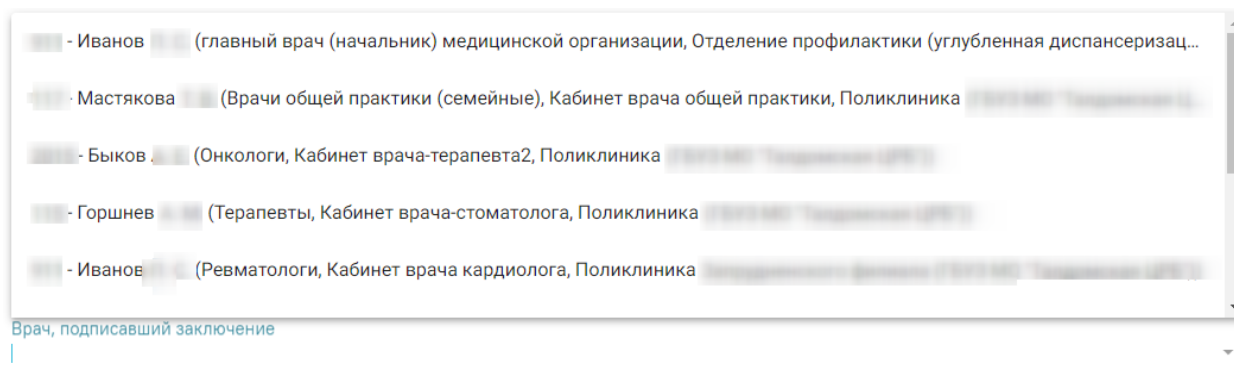 - Иванов (главный врач (начальник) медицинской организации, Отделение профилактики (углубленная диспансеризац...
- Мастякова (Врачи общей практики (семейные), Кабинет врача общей практики, Поликлиника
- Быков (Онкологи, Кабинет врача-терапевта2, Поликлиника
- Горшнев (Терапевты, Кабинет врача-стоматолога, Поликлиника
- Иванов (Ревматологи, Кабинет врача кардиолога, Поликлиника
Врач, подписавший заключение